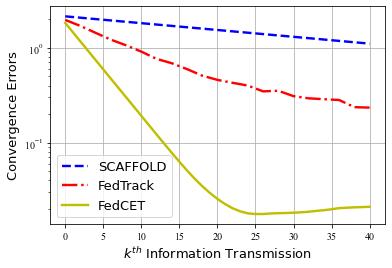 Convergence Errors
10⁰
10⁻¹
SCAFFOLD
FedTrack
FedCET
0 5 10 15 20 25 30 35 40
kᵗʰ Information Transmission